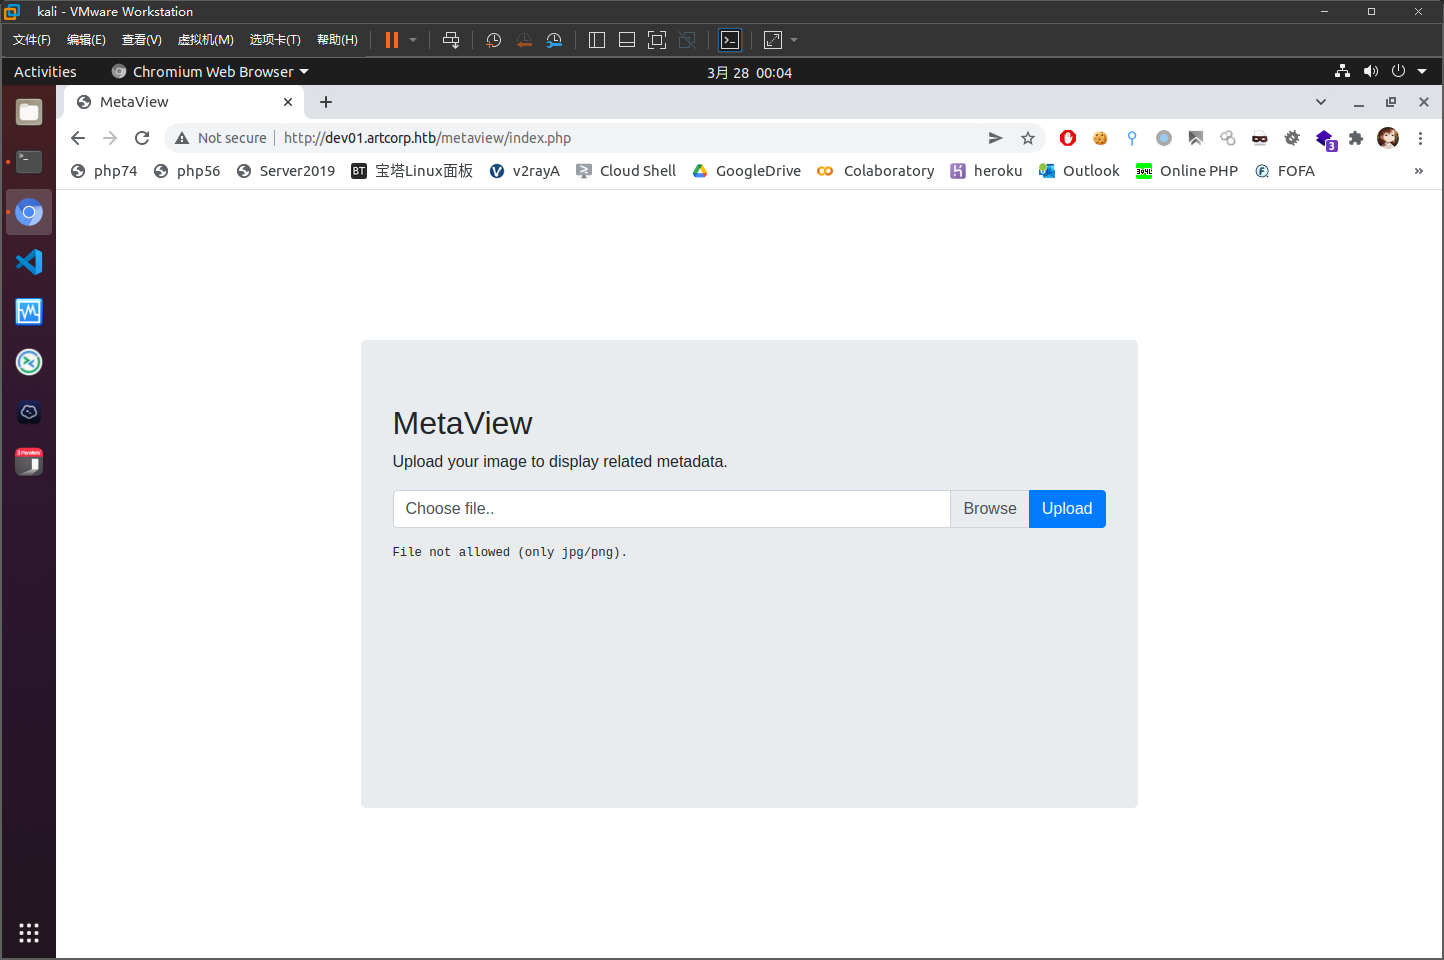 kali - VMware Workstation
文件(F) 编辑(E) 查看(V) 虚拟机(M) 选项卡(T) 帮助(H)
Activities Chromium Web Browser 3月 28 00:04
MetaView
Not secure http://dev01.artcorp.htb/metaview/index.php
3
php74 php56 Server2019 BT 宝塔Linux面板 v2rayA Cloud Shell GoogleDrive Colaboratory heroku Outlook Online PHP FOFA »
MetaView
Upload your image to display related metadata.
Choose file.. Browse Upload
File not allowed (only jpg/png).